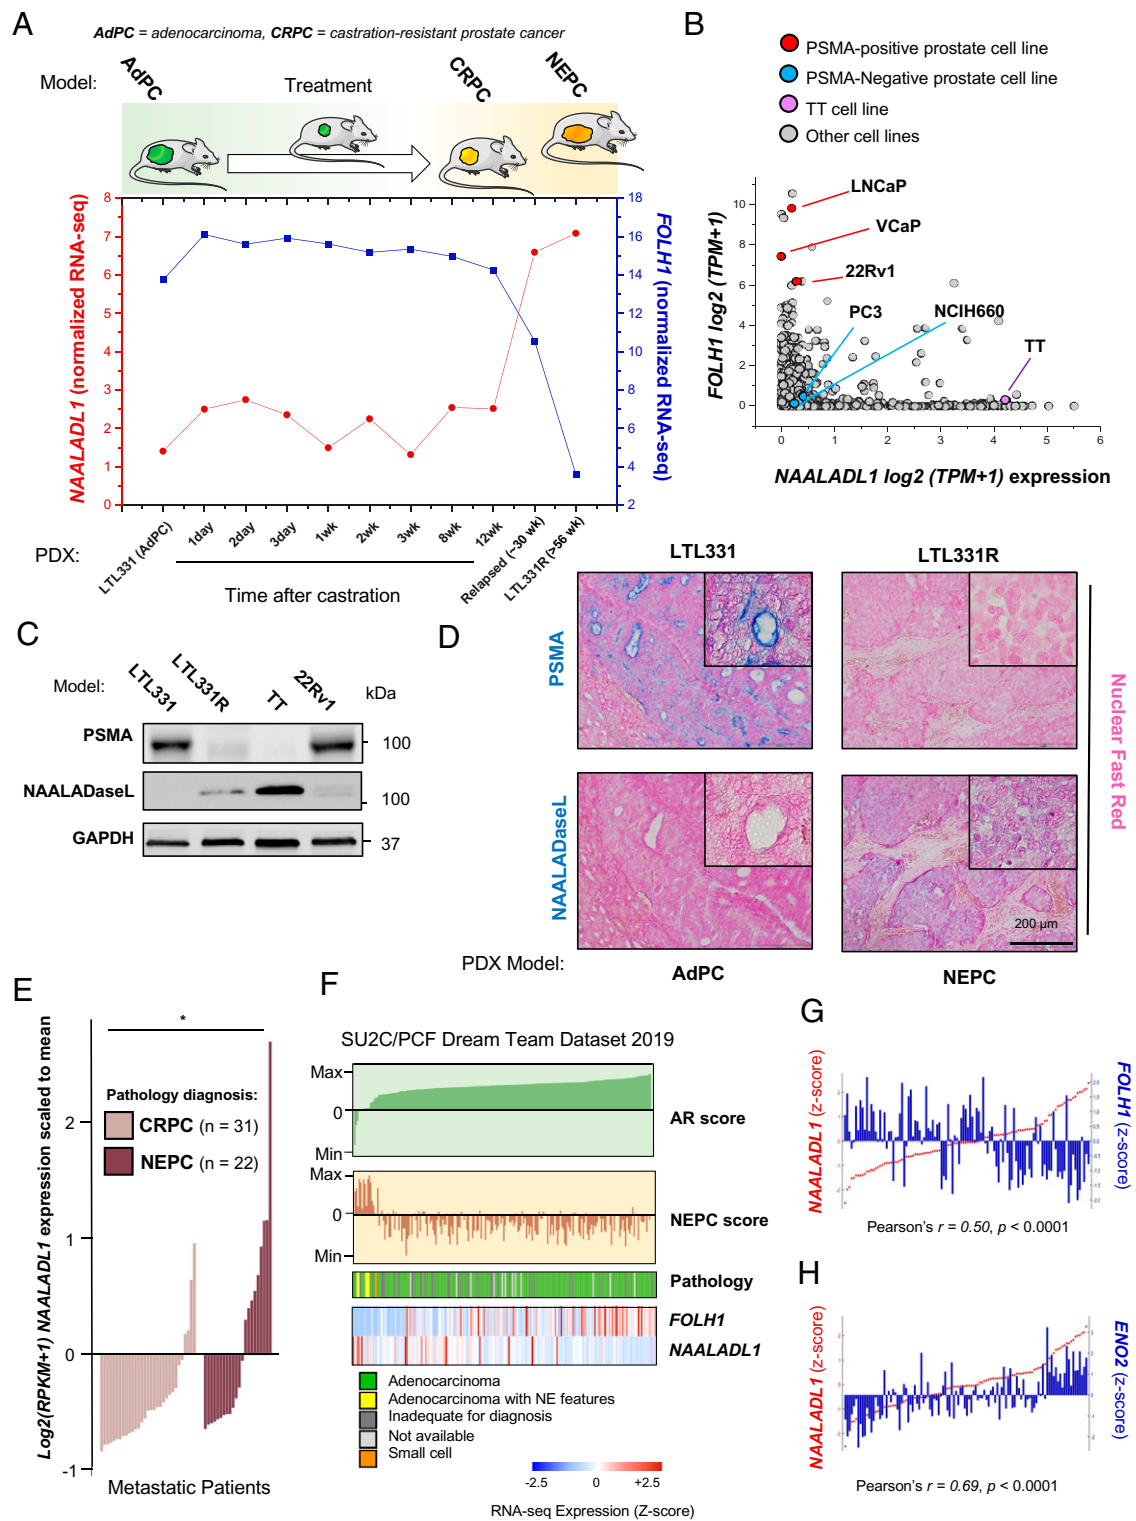 A
AdPC = adenocarcinoma, CRPC = castration-resistant prostate cancer
Model:
AdPC
Treatment
CRPC
NEPC
NAALADL1 (normalized RNA-seq)
8
7
6
5
4
3
2
1
0
FOLH1 (normalized RNA-seq)
18
16
14
12
10
8
6
4
2
PDX:
LTL331 (AdPC)
1day
2day
3day
1wk
2wk
3wk
8wk
12wk
Relapsed (~30 wk)
LTL331R (>56 wk)
Time after castration
B
PSMA-positive prostate cell line
PSMA-Negative prostate cell line
TT cell line
Other cell lines
FOLH1 log2 (TPM+1)
10
8
6
4
2
0
LNCaP
VCaP
22Rv1
PC3
NCIH660
TT
0
1
2
3
4
5
6
NAALADL1 log2 (TPM+1) expression
C
Model:
LTL331
LTL331R
TT
22Rv1
kDa
PSMA
100
NAALADaseL
100
GAPDH
37
D
LTL331
LTL331R
PSMA
NAALADaseL
Nuclear Fast Red
200 µm
PDX Model:
AdPC
NEPC
E
Log2(RPKM+1) NAALADL1 expression scaled to mean
*
Pathology diagnosis:
CRPC (n = 31)
NEPC (n = 22)
2
1
0
-1
Metastatic Patients
F
SU2C/PCF Dream Team Dataset 2019
Max
0
Min
AR score
Max
0
Min
NEPC score
Pathology
FOLH1
NAALADL1
Adenocarcinoma
Adenocarcinoma with NE features
Inadequate for diagnosis
Not available
Small cell
-2.5
0
+2.5
RNA-seq Expression (Z-score)
G
NAALADL1 (z-score)
FOLH1 (z-score)
Pearson's r = 0.50, p < 0.0001
H
NAALADL1 (z-score)
ENO2 (z-score)
Pearson's r = 0.69, p < 0.0001